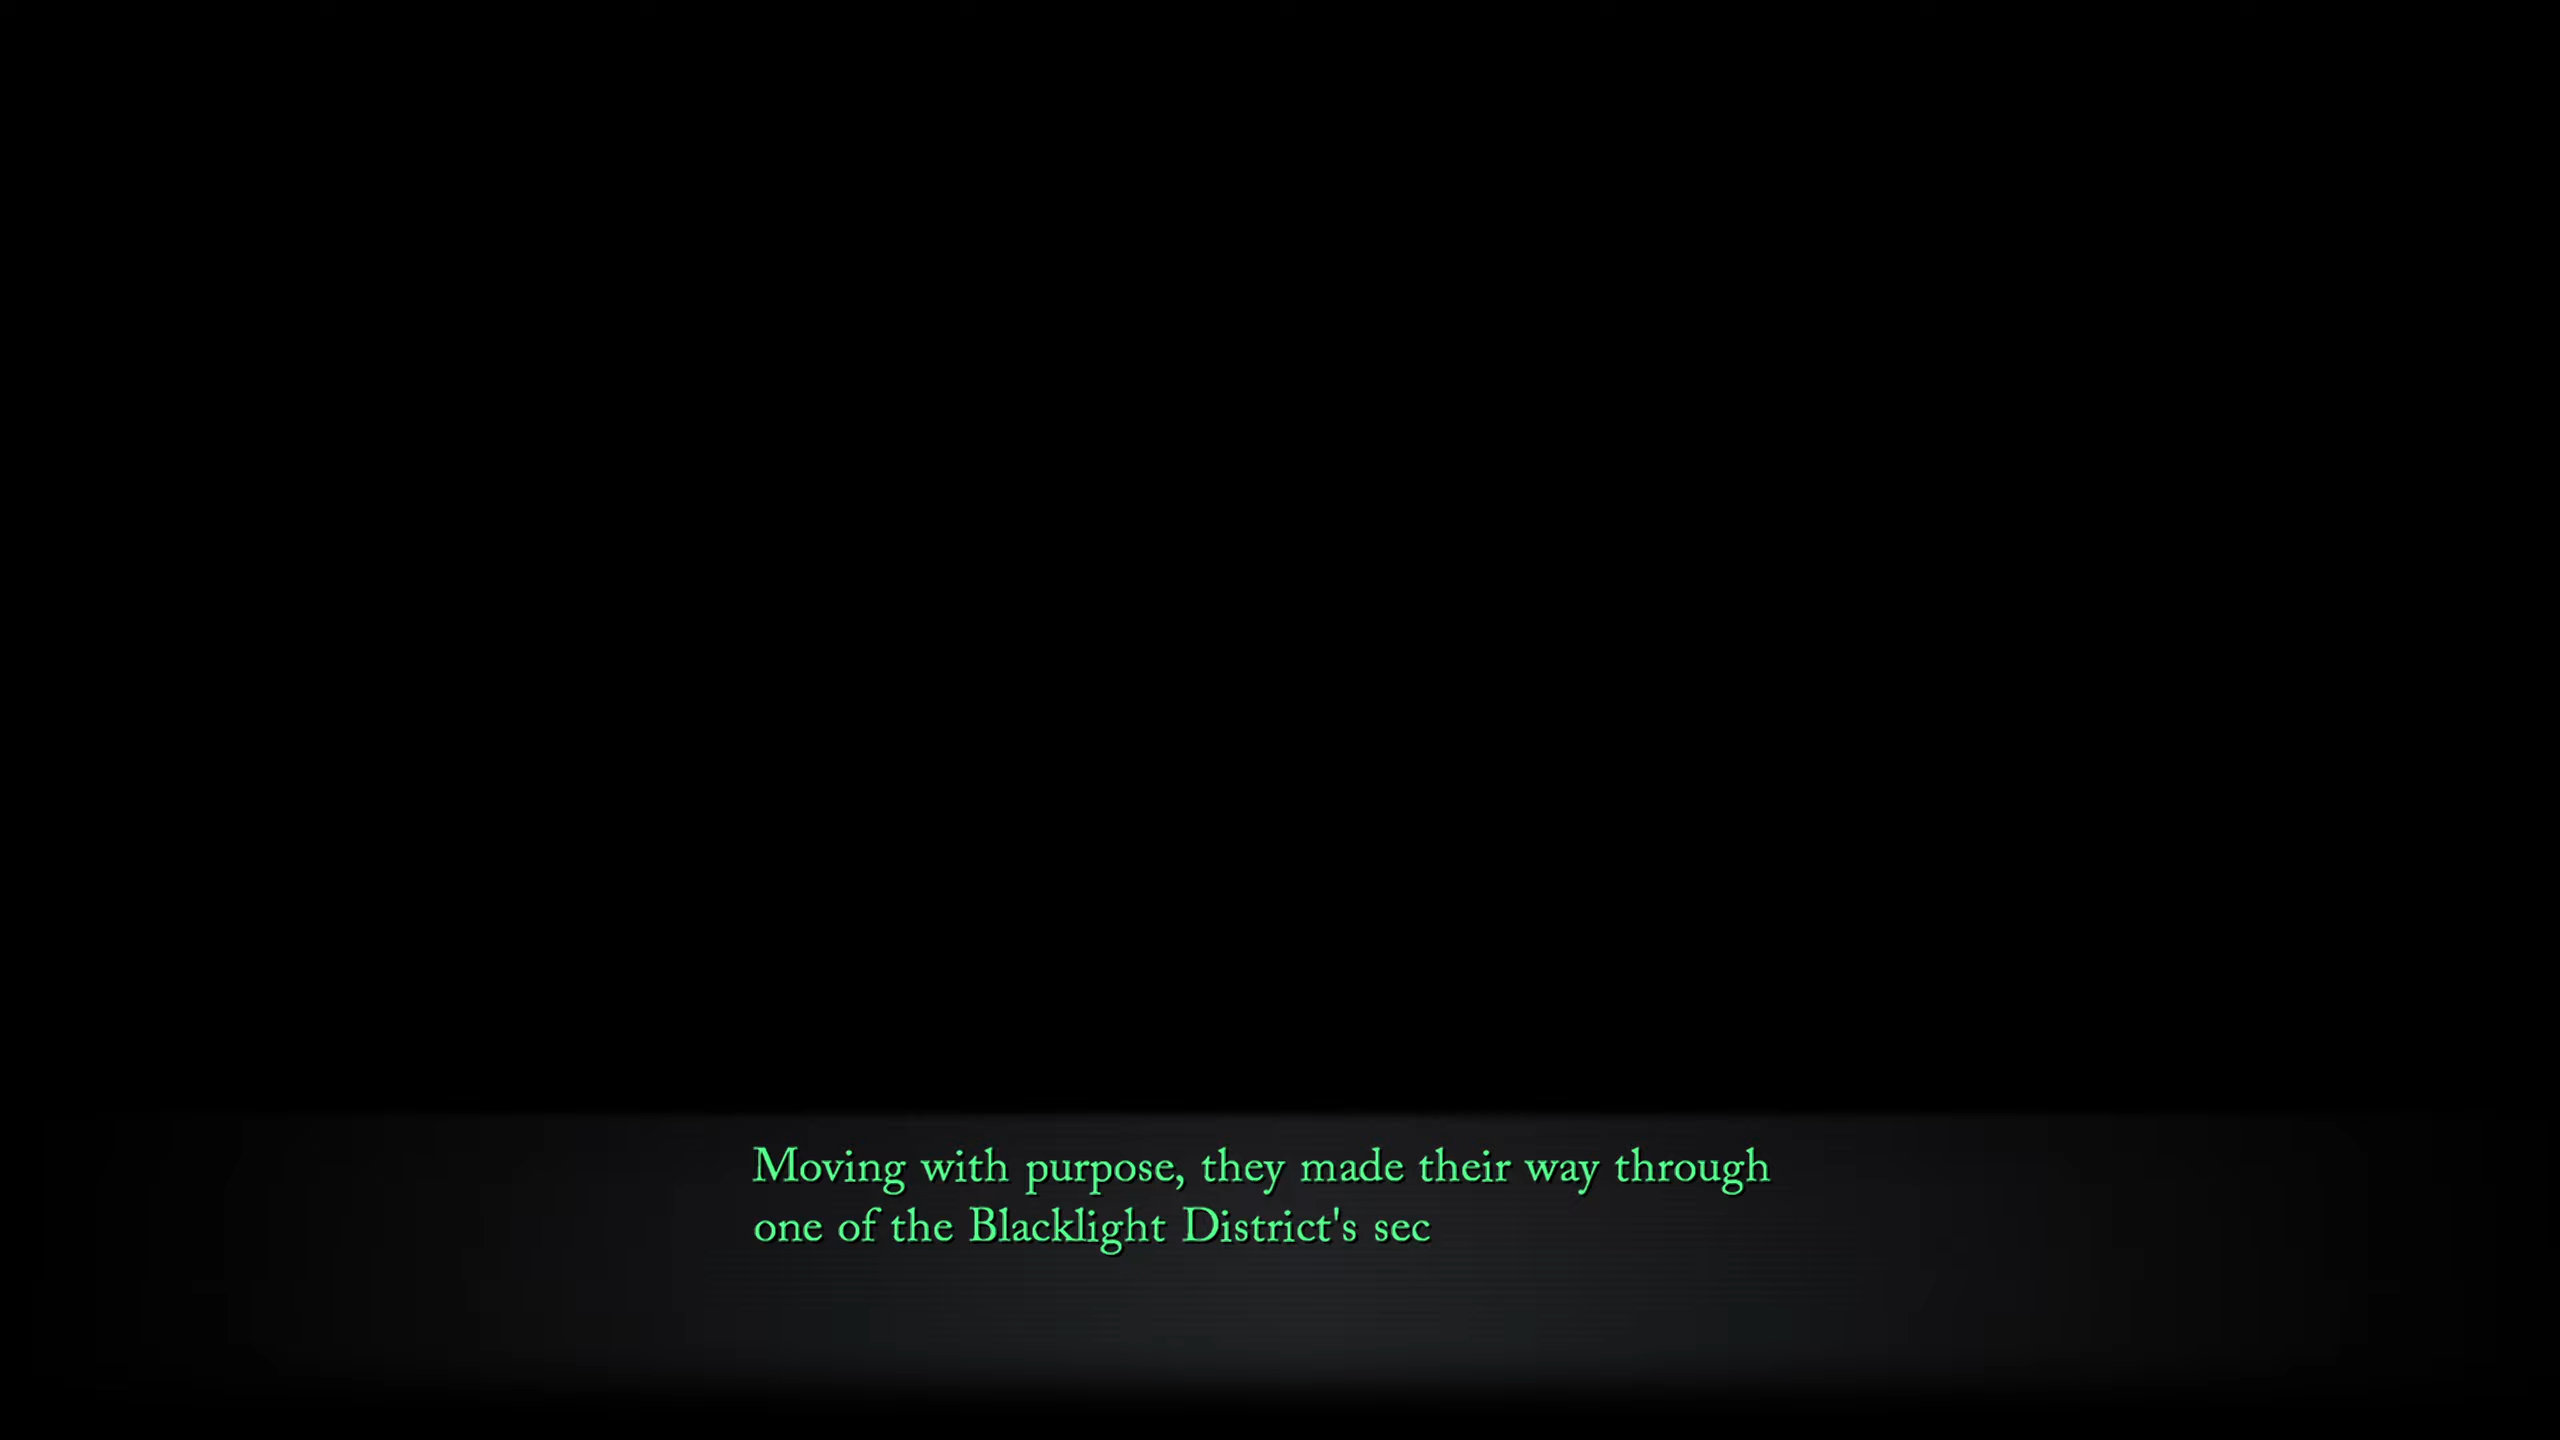 Moving with purpose, they made their way through
one of the Blacklight District's sec